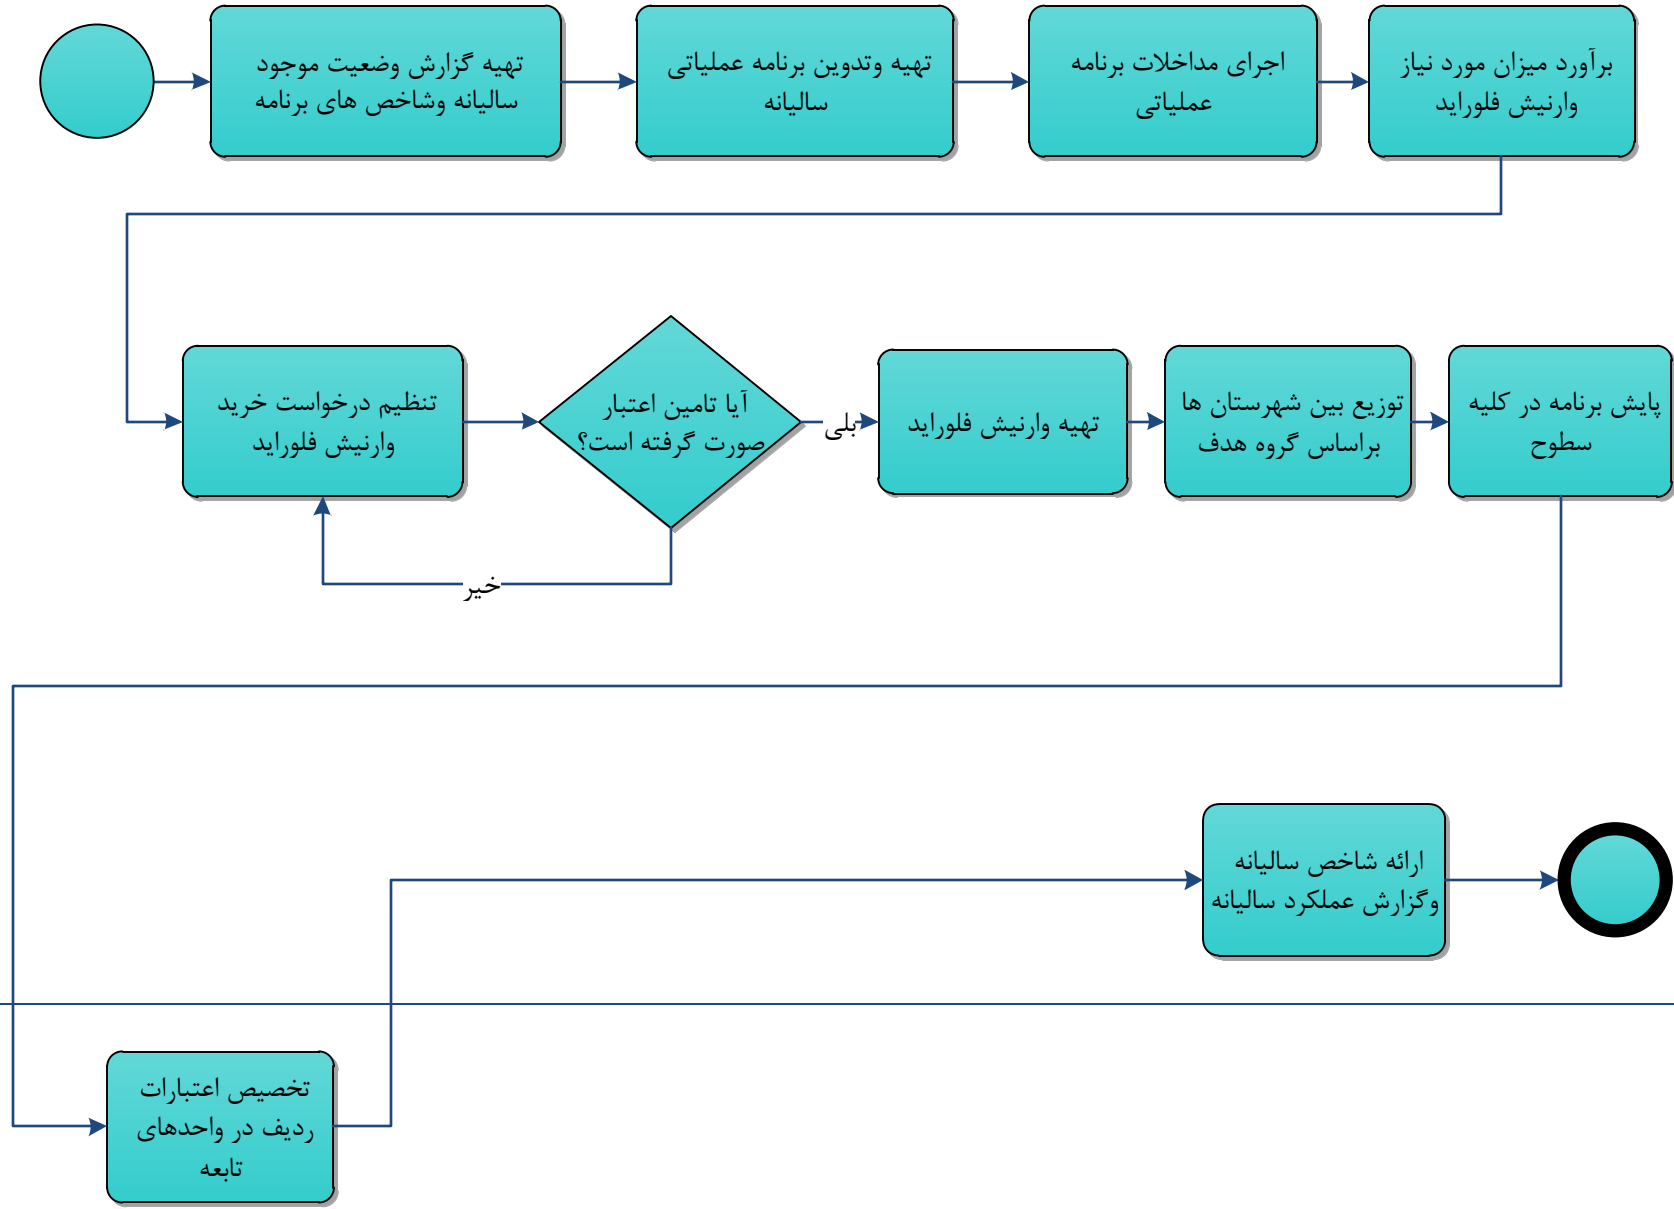 تهیه گزارش وضعیت موجود
سالیانه وشاخص های برنامه
تهیه وتدوین برنامه عملیاتی
سالیانه
اجرای مداخلات برنامه
عملیاتی
برآورد میزان مورد نیاز
وارنیش فلوراید
تنظیم درخواست خرید
وارنیش فلوراید
آیا تامین اعتبار
صورت گرفته است؟
بلی
خیر
تهیه وارنیش فلوراید
توزیع بین شهرستان ها
براساس گروه هدف
پایش برنامه در کلیه
سطوح
تخصیص اعتبارات
ردیف در واحدهای
تابعه
ارائه شاخص سالیانه
وگزارش عملکرد سالیانه